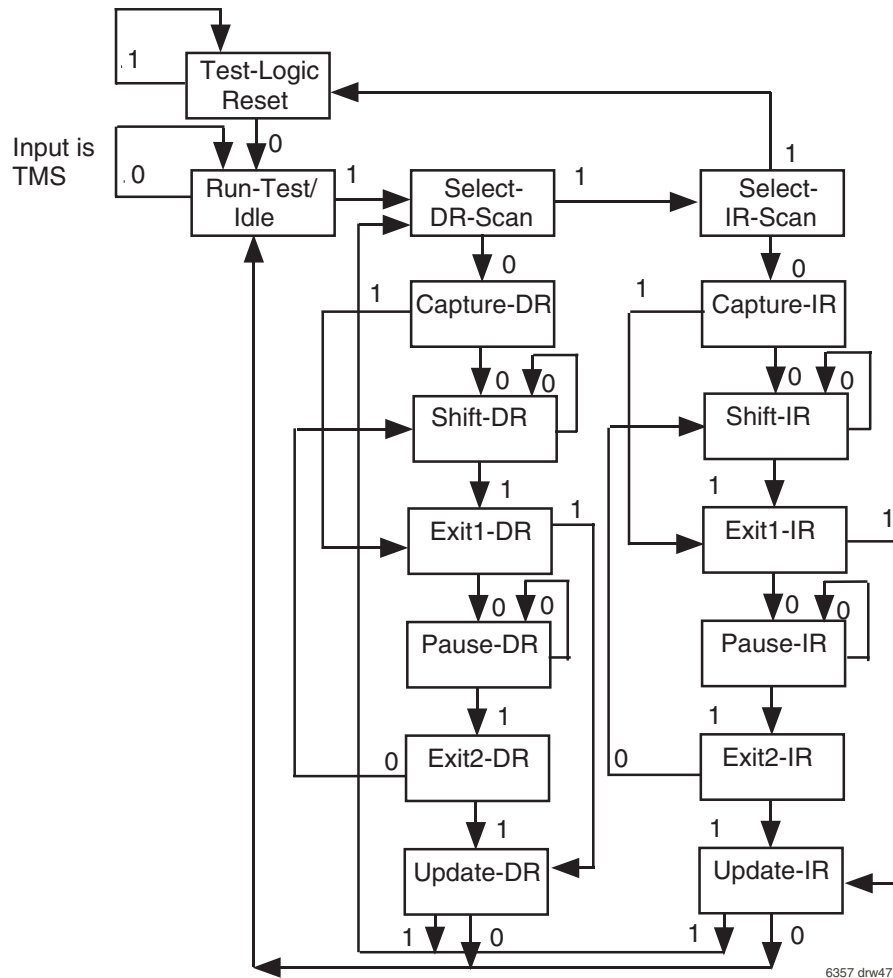 .1
Test-Logic
Reset
0
Input is
TMS
.0
Run-Test/
Idle
1
Select-
DR-Scan
1
Select-
IR-Scan
1
0
0
1
Capture-DR
1
Capture-IR
0
0
0
0
Shift-DR
Shift-IR
1
1
Exit1-DR
1
Exit1-IR
1
0
0
0
0
Pause-DR
Pause-IR
1
1
0
Exit2-DR
0
Exit2-IR
1
1
Update-DR
Update-IR
1
0
1
0
6357 drw47